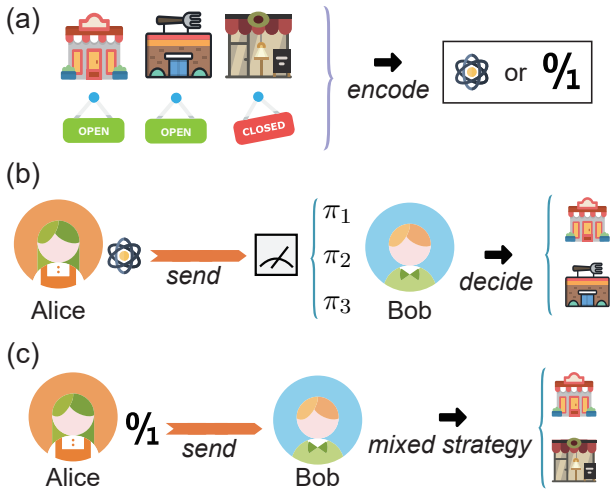 (a)
OPEN OPEN CLOSED
encode
or 0/1
(b)
π₁
π₂
π₃
send
decide
Alice
Bob
(c)
0/1
send
mixed strategy
Alice
Bob